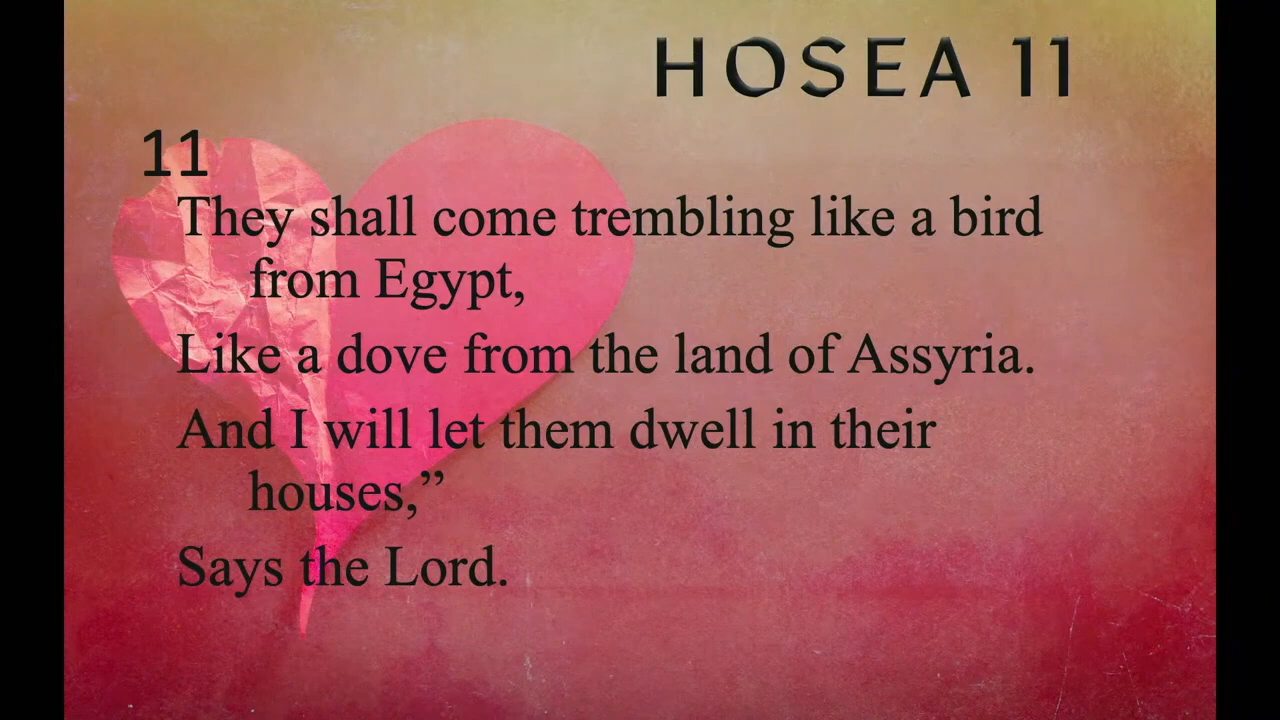 HOSEA 11
11
They shall come trembling like a bird
from Egypt,
Like a dove from the land of Assyria.
And I will let them dwell in their
houses,”
Says the Lord.